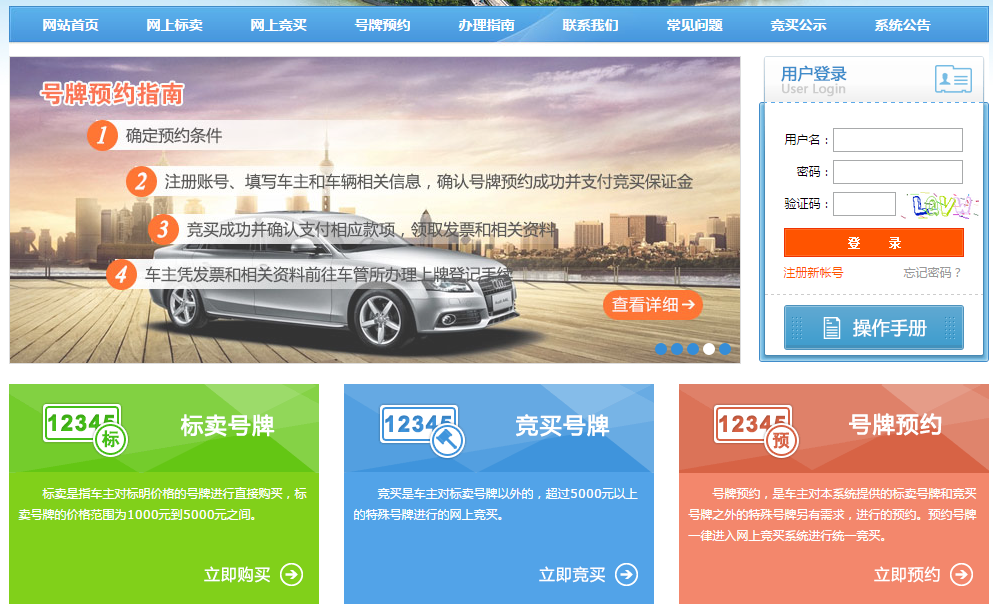 网站首页 网上标卖 网上竞买 号牌预约 办理指南 联系我们 常见问题 竞买公示 系统公告
号牌预约指南
1 确定预约条件
2 注册账号、填写车主和车辆相关信息，确认号牌预约成功并支付竞买保证金
3 竞买成功并确认支付相应款项，领取发票和相关资料
4 车主凭发票和相关资料前往车管所办理上牌登记手续
查看详细
用户登录
User Login
用户名：
密码：
验证码：
登 录
注册新帐号 忘记密码？
操作手册
12345
标
标卖号牌
标卖是指车主对标明价格的号牌进行直接购买，标
卖号牌的价格范围为1000元到5000元之间。
立即购买
12345
竞买号牌
竞买是车主对标卖号牌以外的，超过5000元以上
的特殊号牌进行的网上竞买。
立即竞买
12345
预
号牌预约
号牌预约，是车主对本系统提供的标卖号牌和竞买
号牌之外的特殊号牌另有需求，进行的预约。预约号牌
一律进入网上竞买系统进行统一竞买。
立即预约